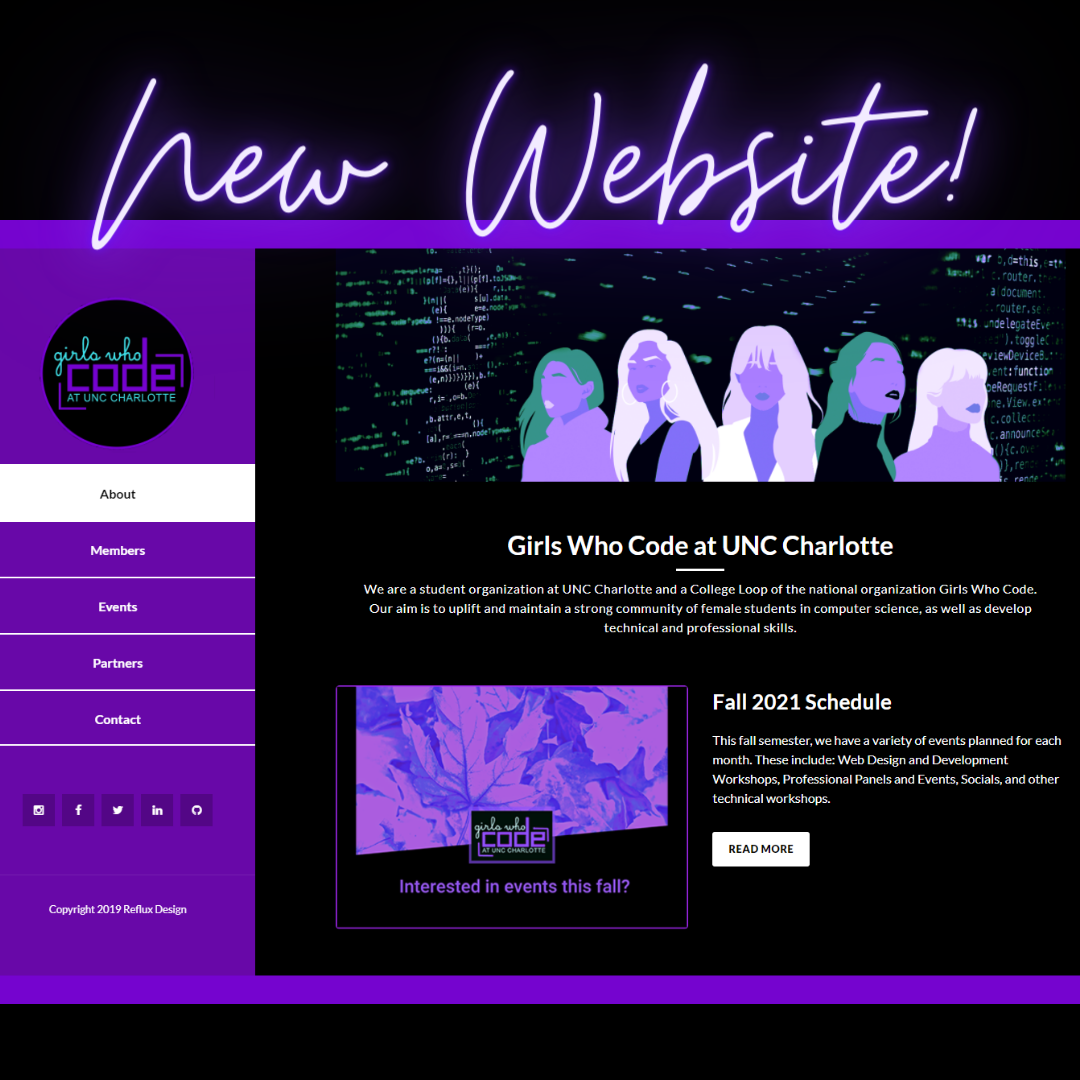 New Website!
girls who
code
AT UNC CHARLOTTE
About
Members
Events
Partners
Contact
Copyright 2019 Reflux Design
Girls Who Code at UNC Charlotte
We are a student organization at UNC Charlotte and a College Loop of the national organization Girls Who Code.
Our aim is to uplift and maintain a strong community of female students in computer science, as well as develop
technical and professional skills.
girls who
code
AT UNC CHARLOTTE
Interested in events this fall?
Fall 2021 Schedule
This fall semester, we have a variety of events planned for each
month. These include: Web Design and Development
Workshops, Professional Panels and Events, Socials, and other
technical workshops.
READ MORE